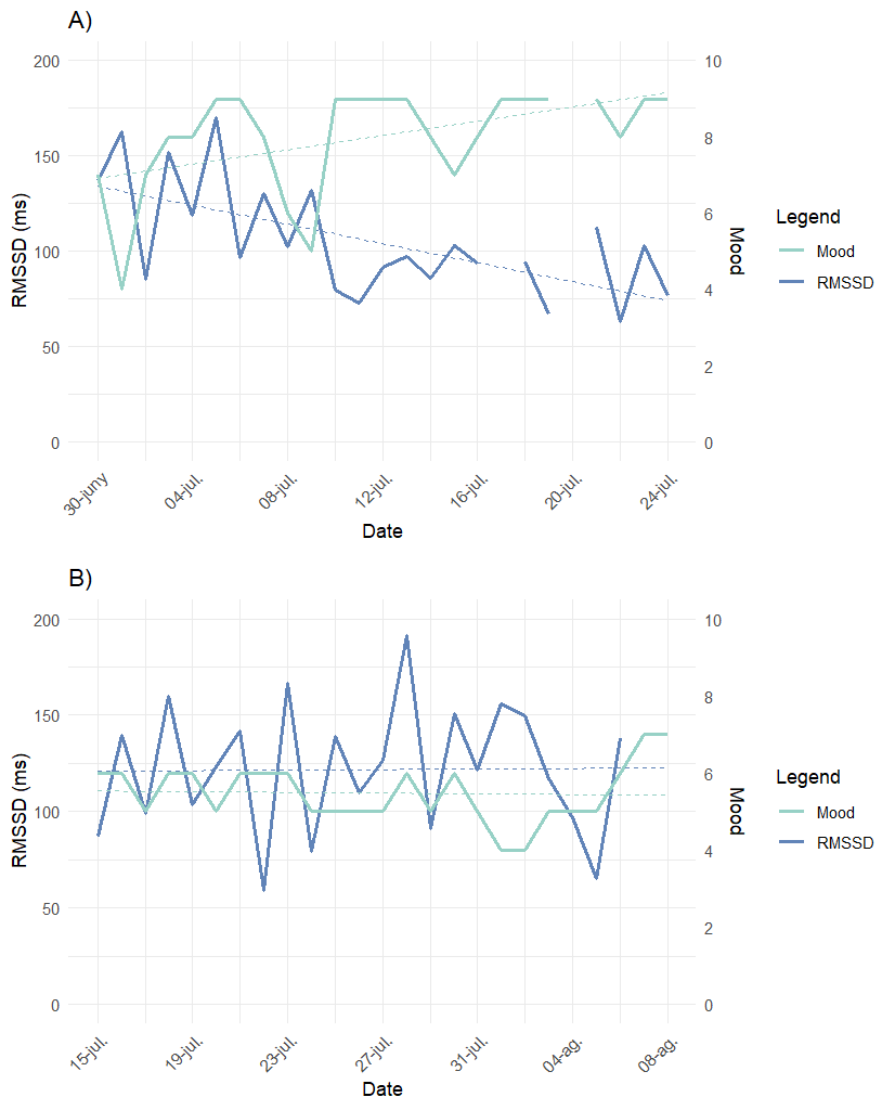 A)
200
150
100
50
0
RMSSD (ms)
10
8
6
4
2
0
Mood
30-juny
04-jul.
08-jul.
12-jul.
16-jul.
20-jul.
24-jul.
Date
Legend
Mood
RMSSD
B)
200
150
100
50
0
RMSSD (ms)
10
8
6
4
2
0
Mood
15-jul.
19-jul.
23-jul.
27-jul.
31-jul.
04-ag.
08-ag.
Date
Legend
Mood
RMSSD